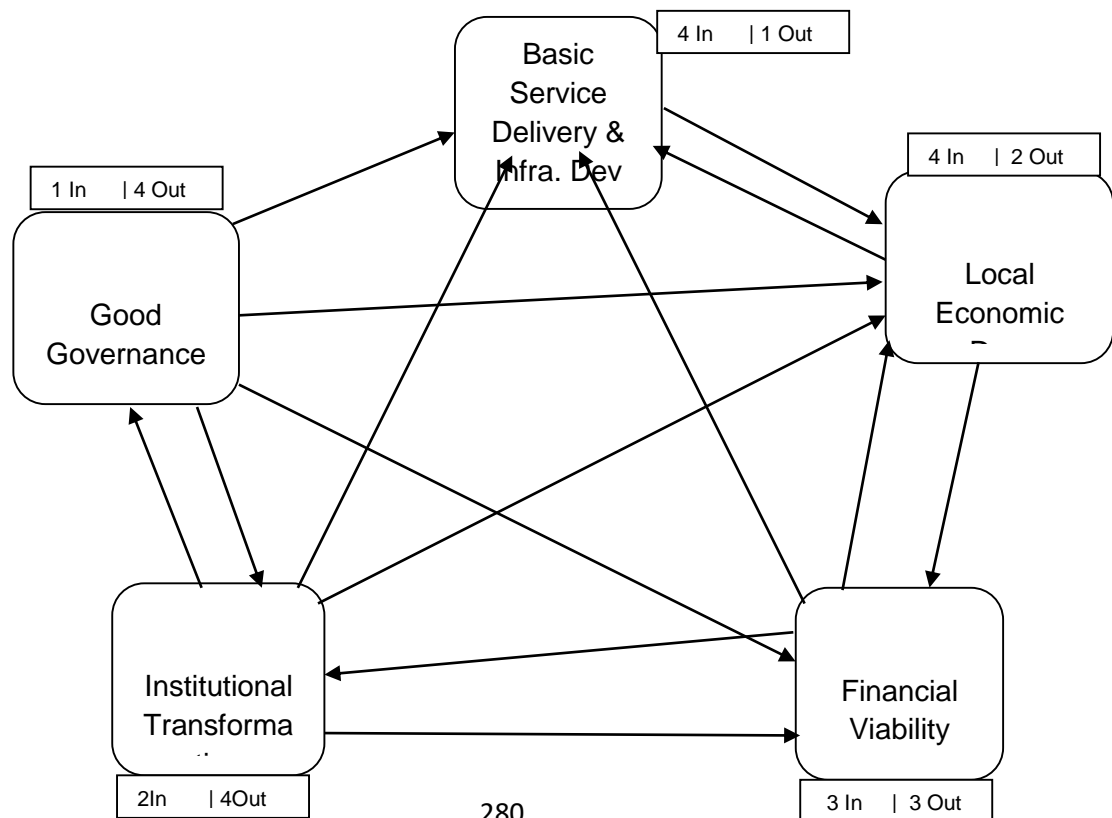 4 In | 1 Out
Basic
Service
Delivery &
Infra. Dev
1 In | 4 Out
Good
Governance
4 In | 2 Out
Local
Economic
Institutional
Transforma
2In | 4Out
Financial
Viability
3 In | 3 Out
280